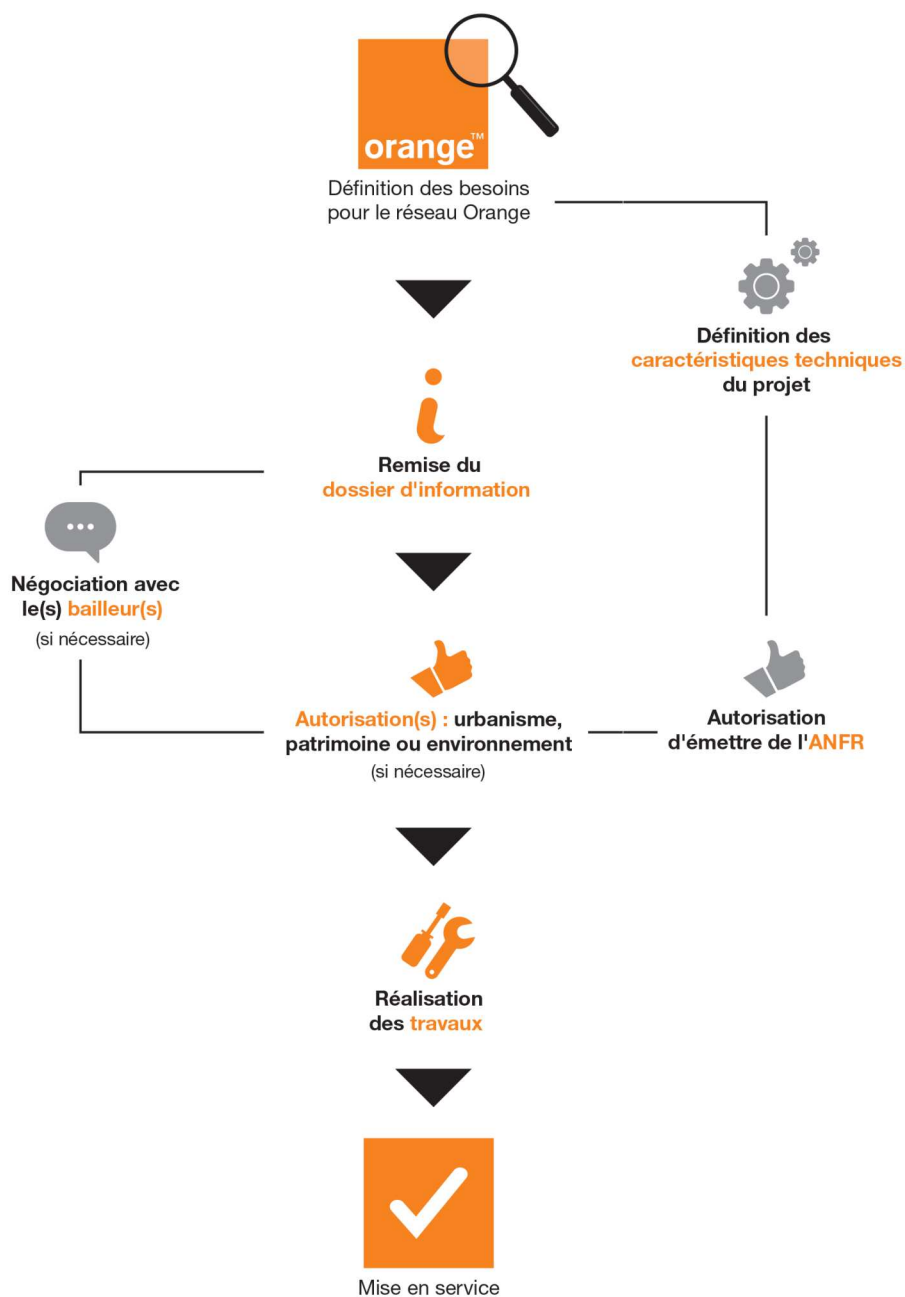 orange™
Définition des besoins
pour le réseau Orange
Définition des
caractéristiques techniques
du projet
Remise du
dossier d'information
Négociation avec
le(s) bailleur(s)
(si nécessaire)
Autorisation(s) : urbanisme,
patrimoine ou environnement
(si nécessaire)
Autorisation
d'émettre de l'ANFR
Réalisation
des travaux
Mise en service